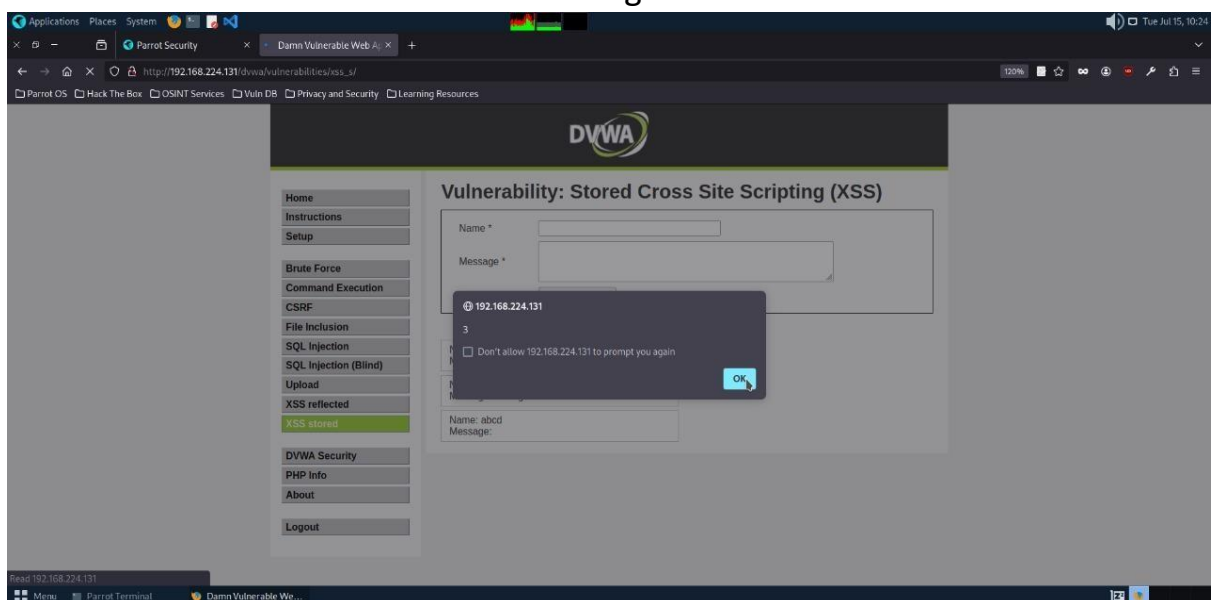 Applications Places System Tue Jul 15, 10:24
Parrot Security × Damn Vulnerable Web Ap × +
http://192.168.224.131/dvwa/vulnerabilities/xss_s/ 120%
Parrot OS Hack The Box OSINT Services Vuln DB Privacy and Security Learning Resources
DVWA
Home
Instructions
Setup
Brute Force
Command Execution
CSRF
File Inclusion
SQL Injection
SQL Injection (Blind)
Upload
XSS reflected
XSS stored
DVWA Security
PHP Info
About
Logout
Vulnerability: Stored Cross Site Scripting (XSS)
Name *
Message *
192.168.224.131
3
Don't allow 192.168.224.131 to prompt you again
OK
Name: abcd
Message:
Read 192.168.224.131
Menu Parrot Terminal Damn Vulnerable We...